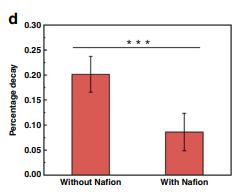 d
Percentage decay
0.30
0.25
0.20
0.15
0.10
0.05
0.00
* * *
Without Nafion
With Nafion